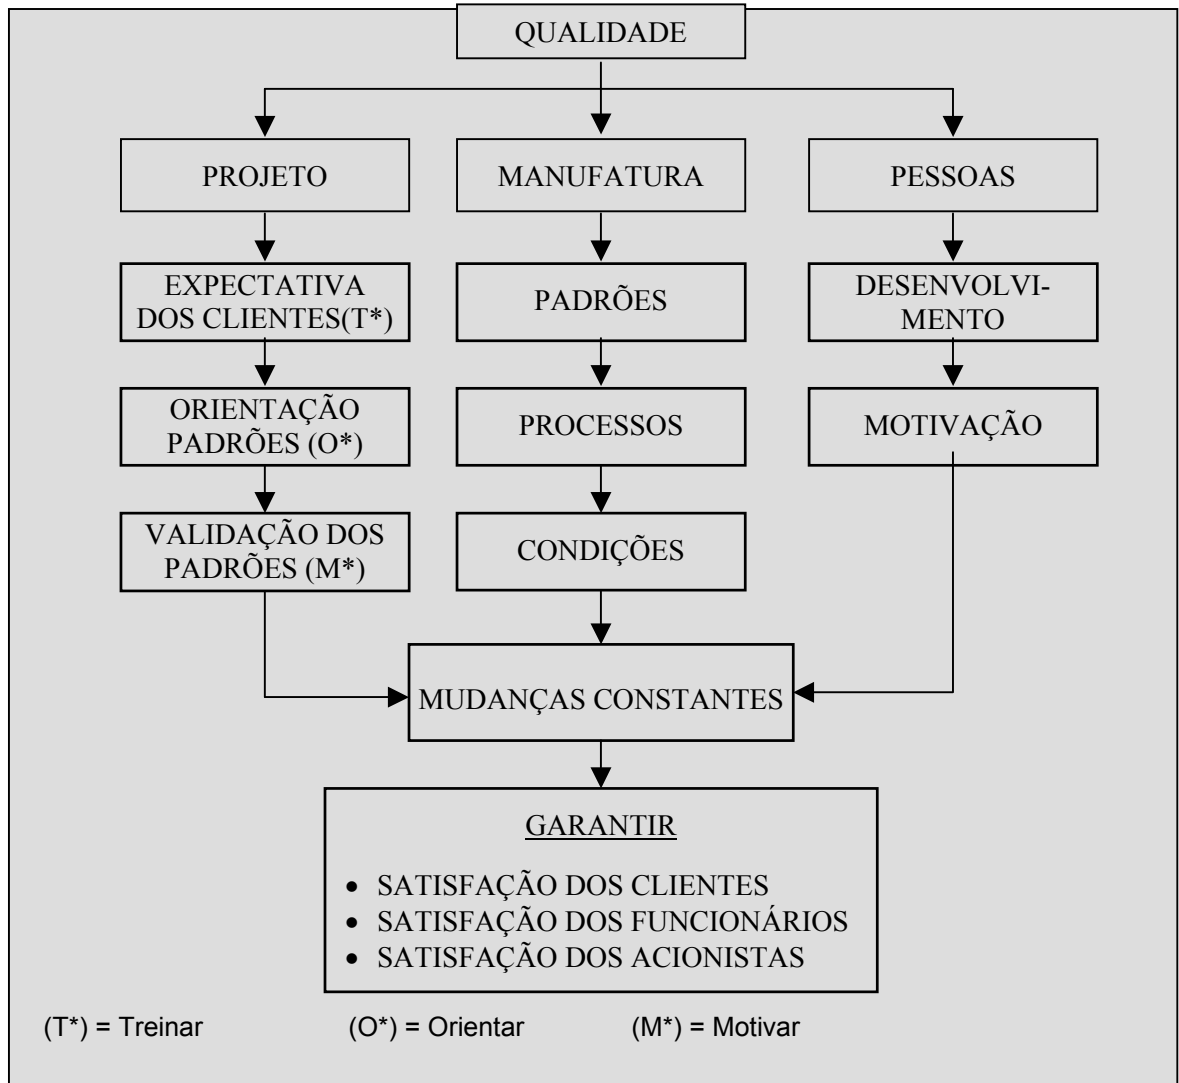 QUALIDADE
PROJETO
MANUFATURA
PESSOAS
EXPECTATIVA
DOS CLIENTES(T*)
PADRÕES
DESENVOLVI-
MENTO
ORIENTAÇÃO
PADRÕES (O*)
PROCESSOS
MOTIVAÇÃO
VALIDAÇÃO DOS
PADRÕES (M*)
CONDIÇÕES
MUDANÇAS CONSTANTES
GARANTIR
• SATISFAÇÃO DOS CLIENTES
• SATISFAÇÃO DOS FUNCIONÁRIOS
• SATISFAÇÃO DOS ACIONISTAS
(T*) = Treinar (O*) = Orientar (M*) = Motivar